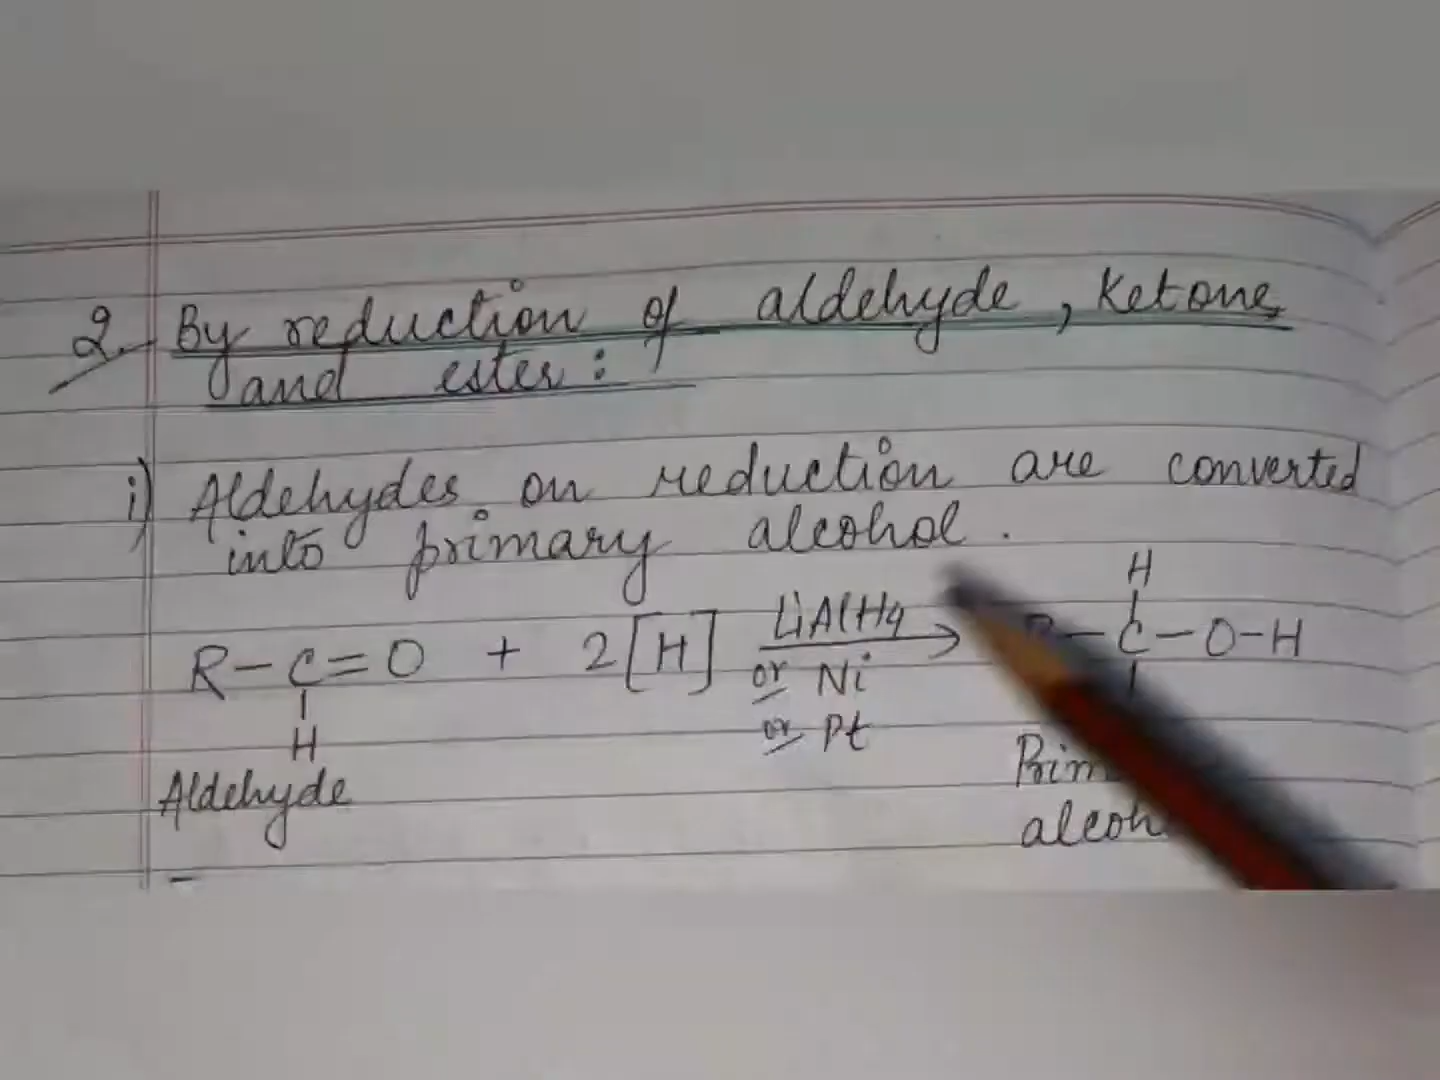 2. By reduction of aldehyde, Ketone
and ester:
i) Aldehydes on reduction are converted
into primary alcohol.
H
R-C=O + 2[H] LiAlH4 C-O-H
or Ni
H or Pt
Aldehyde